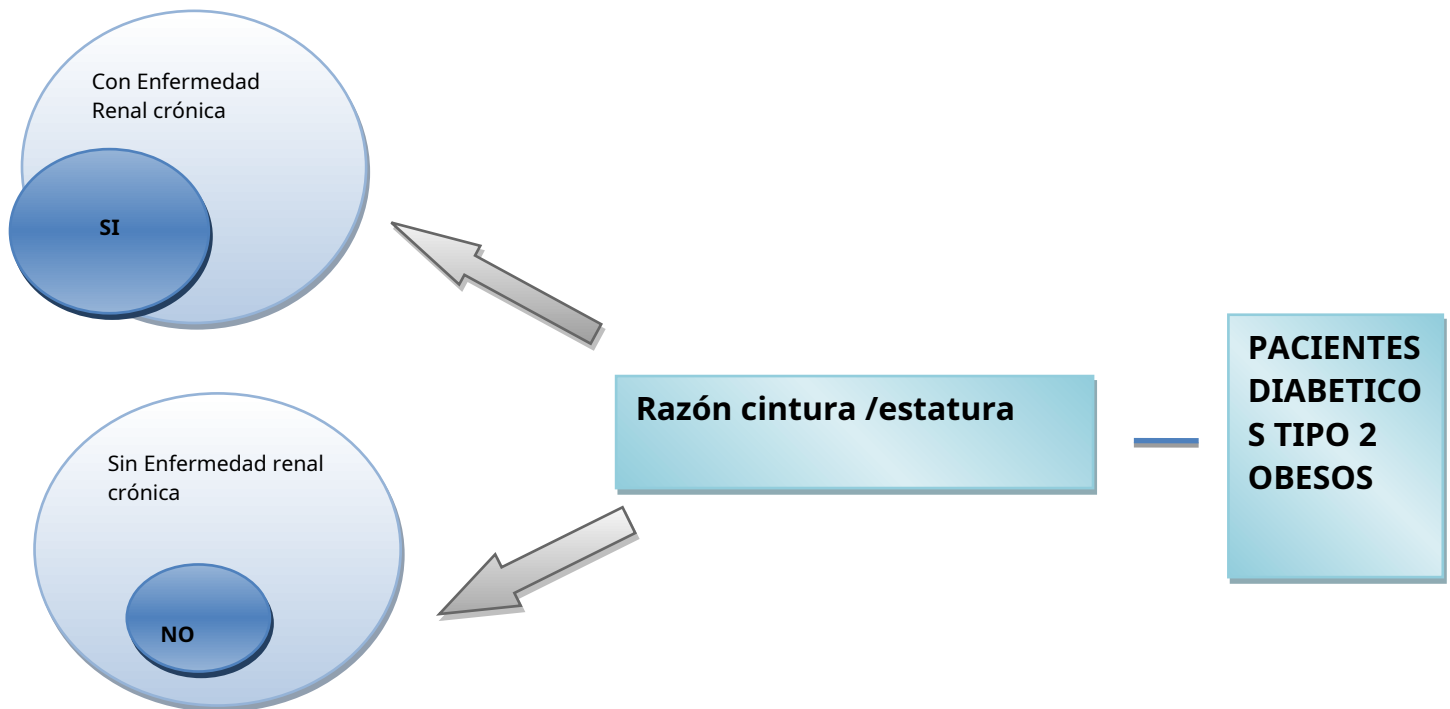 Con Enfermedad
Renal crónica
SI
Sin Enfermedad renal
crónica
NO
Razón cintura /estatura
PACIENTES
DIABETICO
S TIPO 2
OBESOS